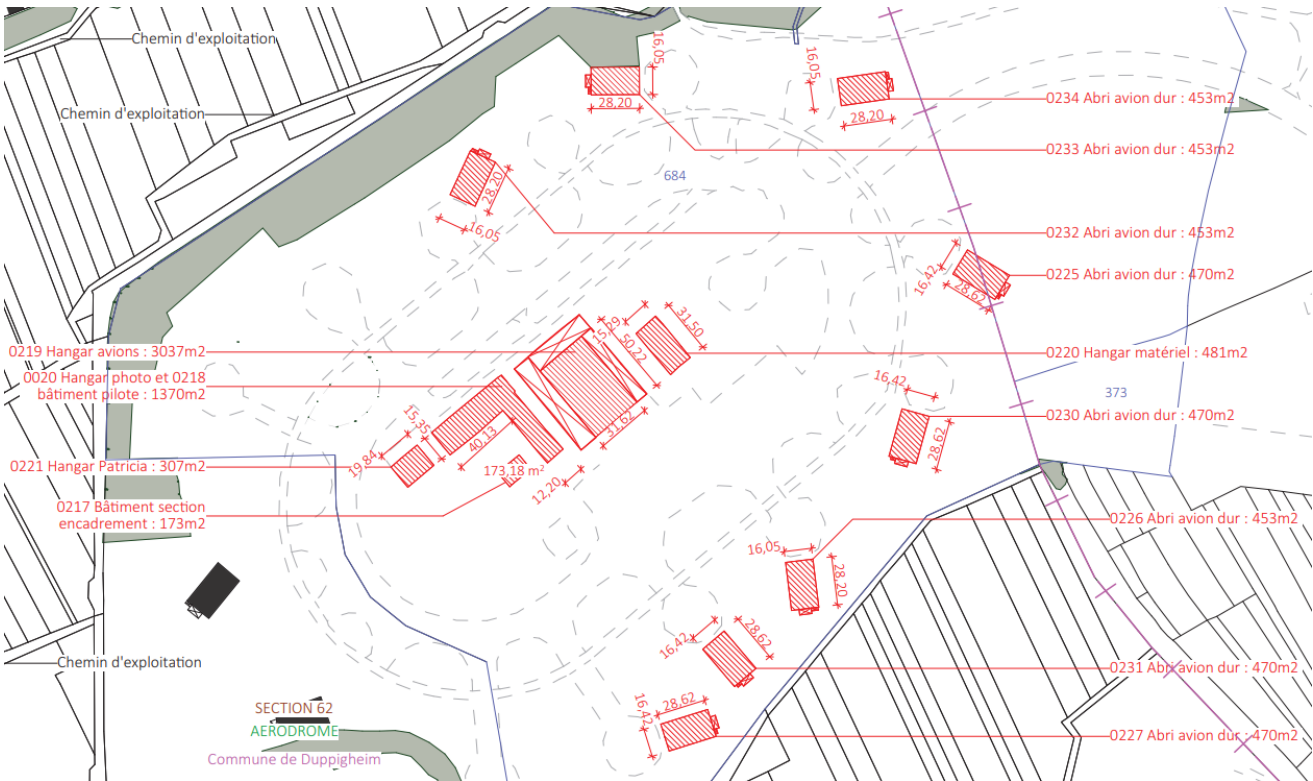 Chemin d'exploitation
Chemin d'exploitation
16,05
28,20
16,05
28,20
0234 Abri avion dur : 453m2
0233 Abri avion dur : 453m2
684
28,20
16,05
0232 Abri avion dur : 453m2
16,42
28,62
0225 Abri avion dur : 470m2
0219 Hangar avions : 3037m2
15,29
31,50
50,22
0220 Hangar matériel : 481m2
0020 Hangar photo et 0218
bâtiment pilote : 1370m2
16,42
373
0230 Abri avion dur : 470m2
28,62
15,35
31,62
40,13
19,84
0221 Hangar Patricia : 307m2
173,18 m²
12,20
0217 Bâtiment section
encadrement : 173m2
0226 Abri avion dur : 453m2
16,05
28,20
16,42
28,62
Chemin d'exploitation
0231 Abri avion dur : 470m2
28,62
16,42
SECTION 62
AERODROME
0227 Abri avion dur : 470m2
Commune de Duppigheim